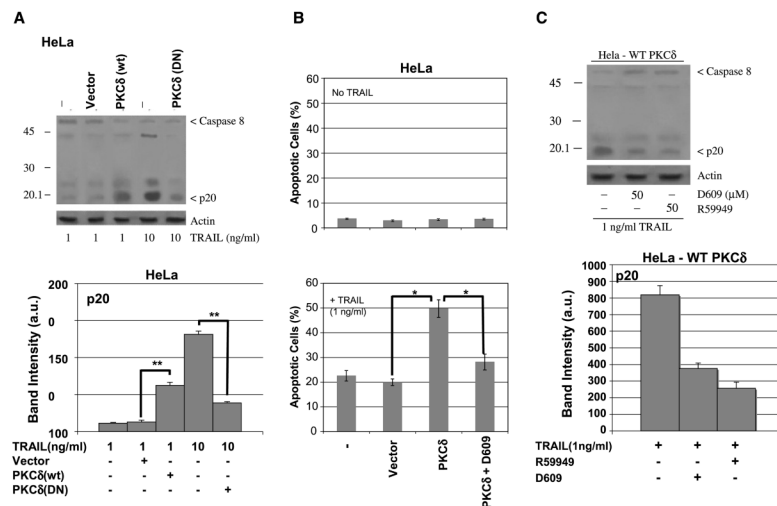 A
HeLa
-
Vector
PKCδ (wt)
-
PKCδ (DN)
< Caspase 8
45
30
20.1
< p20
Actin
1 1 1 10 10 TRAIL (ng/ml)
HeLa
p20
Band Intensity (a.u.)
200
0
150
0
100
** **
TRAIL(ng/ml) 1 1 1 10 10
Vector - + - - -
PKCδ(wt) - - + - -
PKCδ(DN) - - - - +
B
HeLa
No TRAIL
Apoptotic Cells (%)
60
50
40
30
20
10
0
+ TRAIL
(1 ng/ml)
* *
Apoptotic Cells (%)
60
50
40
30
20
10
0
-
Vector
PKCδ
PKCδ + D609
C
Hela - WT PKCδ
< Caspase 8
45
30
20.1
< p20
Actin
- 50 - D609 (μM)
- - 50 R59949
1 ng/ml TRAIL
HeLa - WT PKCδ
p20
Band Intensity (a.u.)
1000
900
800
700
600
500
400
300
200
100
0
TRAIL(1ng/ml) + + +
R59949 - - +
D609 - + -